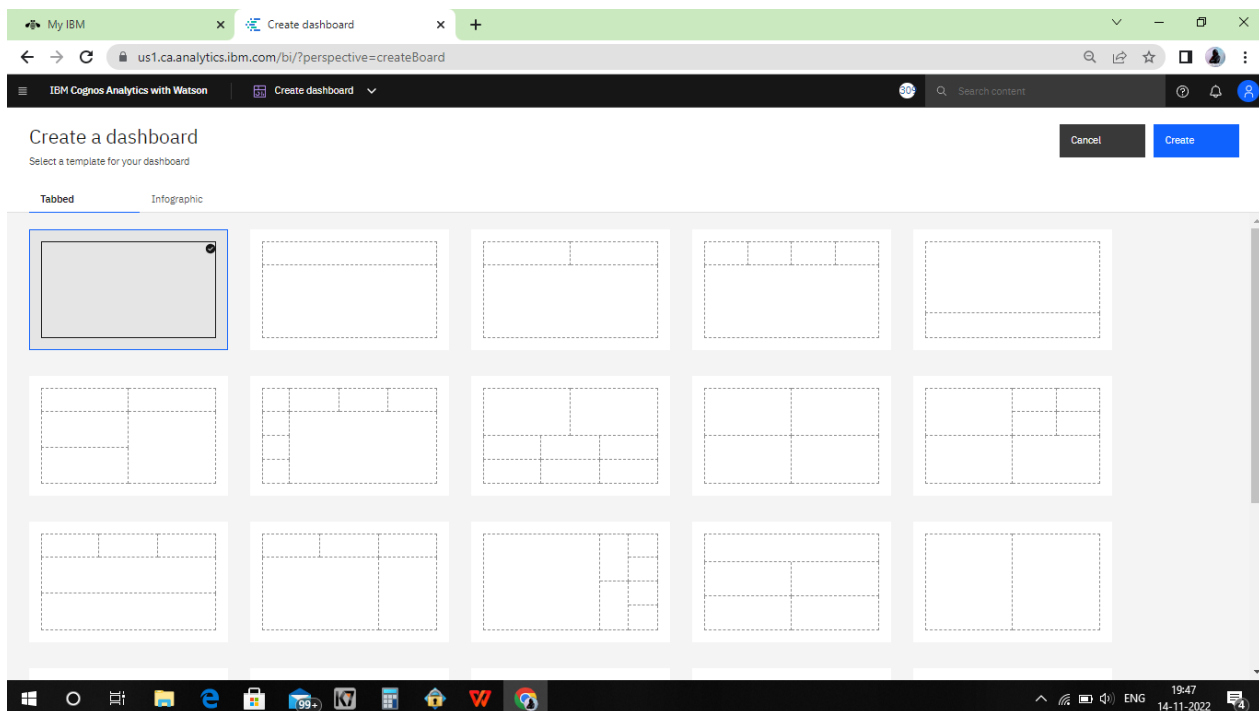 My IBM
Create dashboard
us1.ca.analytics.ibm.com/bi/?perspective=createBoard
IBM Cognos Analytics with Watson
Create dashboard
Search content
Create a dashboard
Cancel
Create
Select a template for your dashboard
Tabbed
Infographic
99+
ENG
19:47
14-11-2022
4